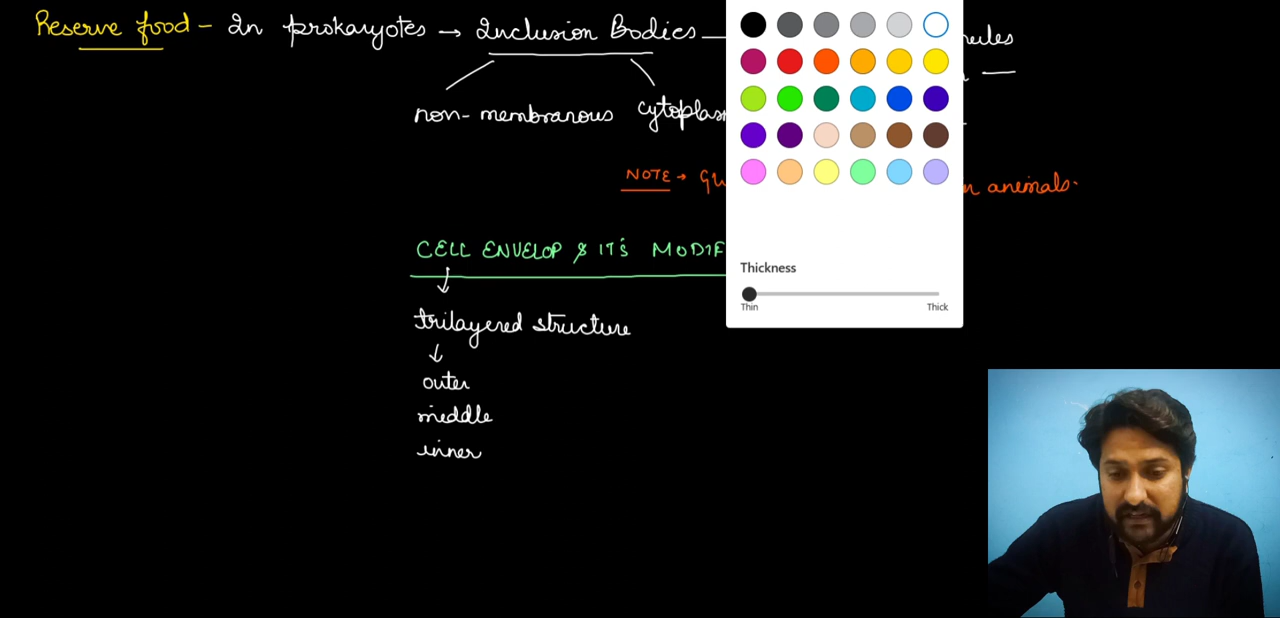 Reserve food - In prokaryotes → Inclusion Bodies
non-membranous
NOTE → animals.
CELL ENVELOP & IT'S
Thickness
Thin Thick
trilayered structure
↓
outer
middle
inner